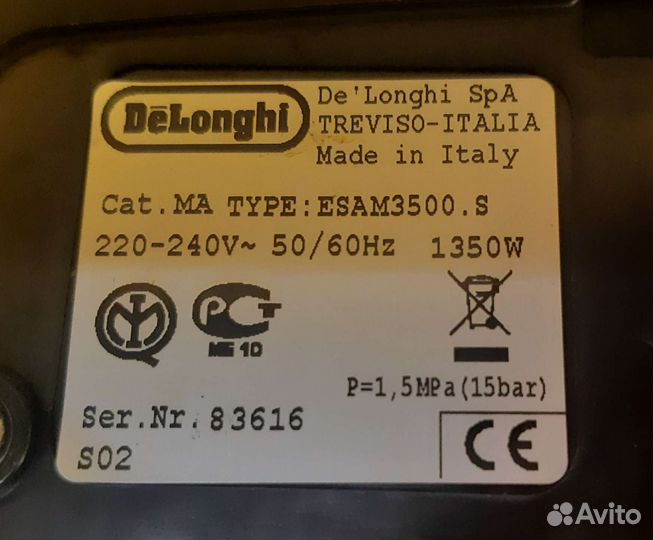 DeLonghi
De'Longhi SpA
TREVISO-ITALIA
Made in Italy
Cat.MA TYPE:ESAM3500.S
220-240V~ 50/60Hz 1350W
PCT
ME 10
P=1,5MPa(15bar)
Ser.Nr. 83616
S02
CE
Avito